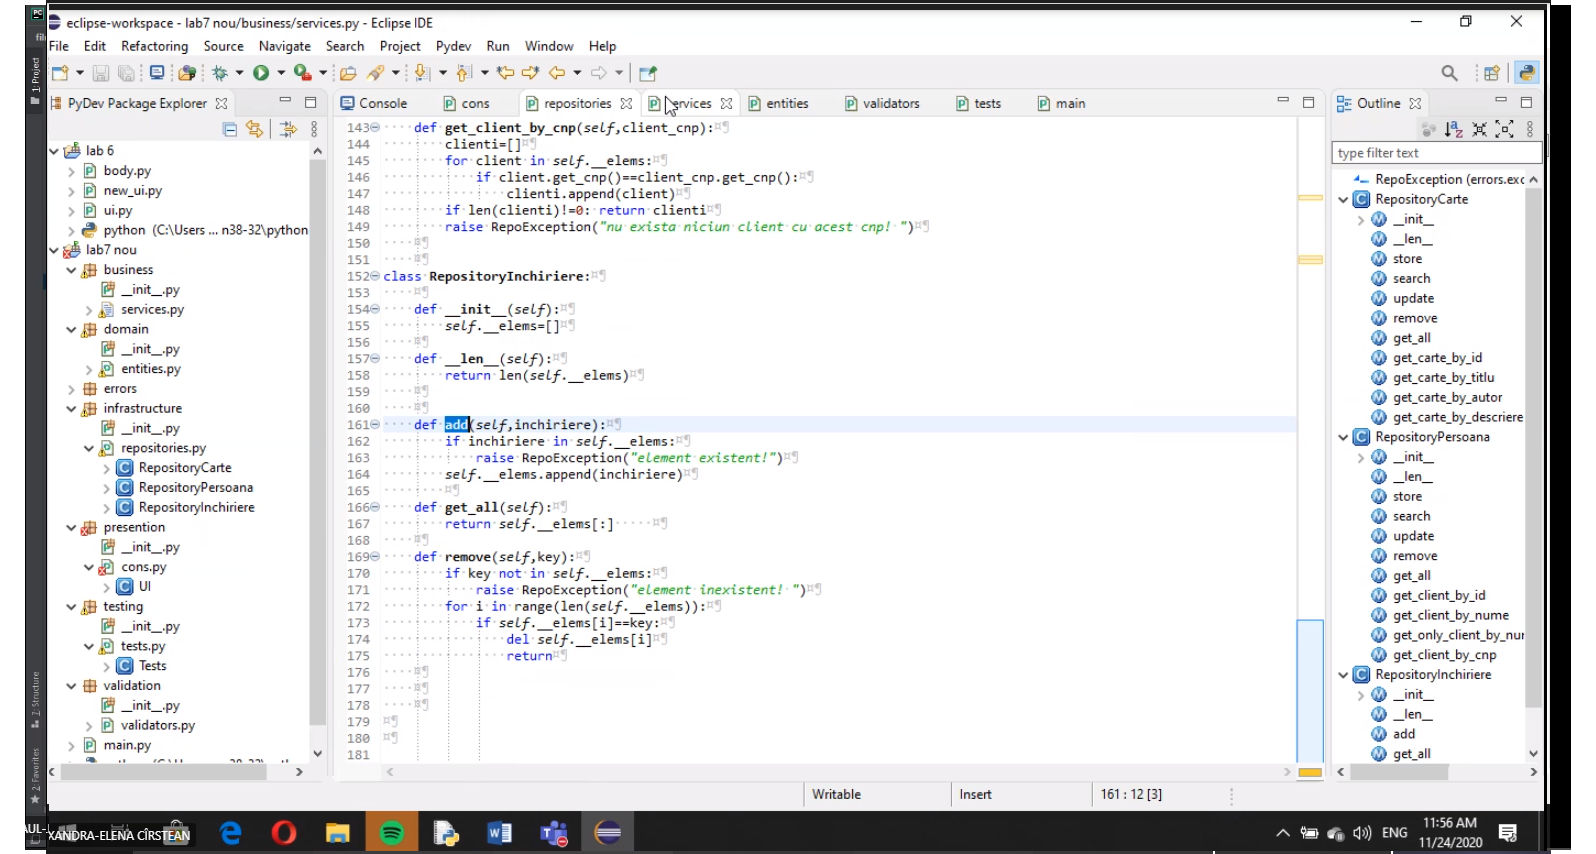 eclipse-workspace - lab7 nou/business/services.py - Eclipse IDE
File Edit Refactoring Source Navigate Search Project Pydev Run Window Help
PyDev Package Explorer
Console cons repositories services entities validators tests main
Outline
type filter text
1: Project
Z: Structure
2: Favorites
lab 6
body.py
new_ui.py
ui.py
python (C:\Users ... n38-32\python
lab7 nou
business
__init__.py
services.py
domain
__init__.py
entities.py
errors
infrastructure
__init__.py
repositories.py
RepositoryCarte
RepositoryPersoana
RepositoryInchiriere
presention
__init__.py
cons.py
UI
testing
__init__.py
tests.py
Tests
validation
__init__.py
validators.py
main.py
143 def get_client_by_cnp(self,client_cnp):
144 clienti=[]
145 for client in self.__elems:
146 if client.get_cnp()==client_cnp.get_cnp():
147 clienti.append(client)
148 if len(clienti)!=0: return clienti
149 raise RepoException("nu exista niciun client cu acest cnp! ")
150
151
152 class RepositoryInchiriere:
153
154 def __init__(self):
155 self.__elems=[]
156
157 def __len__(self):
158 return len(self.__elems)
159
160
161 def add(self,inchiriere):
162 if inchiriere in self.__elems:
163 raise RepoException("element existent!")
164 self.__elems.append(inchiriere)
165
166 def get_all(self):
167 return self.__elems[:]
168
169 def remove(self,key):
170 if key not in self.__elems:
171 raise RepoException("element inexistent! ")
172 for i in range(len(self.__elems)):
173 if self.__elems[i]==key:
174 del self.__elems[i]
175 return
176
177
178
179
180
181
RepoException (errors.exc
RepositoryCarte
__init__
__len__
store
search
update
remove
get_all
get_carte_by_id
get_carte_by_titlu
get_carte_by_autor
get_carte_by_descriere
RepositoryPersoana
__init__
__len__
store
search
update
remove
get_all
get_client_by_id
get_client_by_nume
get_only_client_by_nur
get_client_by_cnp
RepositoryInchiriere
__init__
__len__
add
get_all
Writable Insert 161 : 12 [3]
XANDRA-ELENA CÎRSTEAN
ENG
11:56 AM
11/24/2020